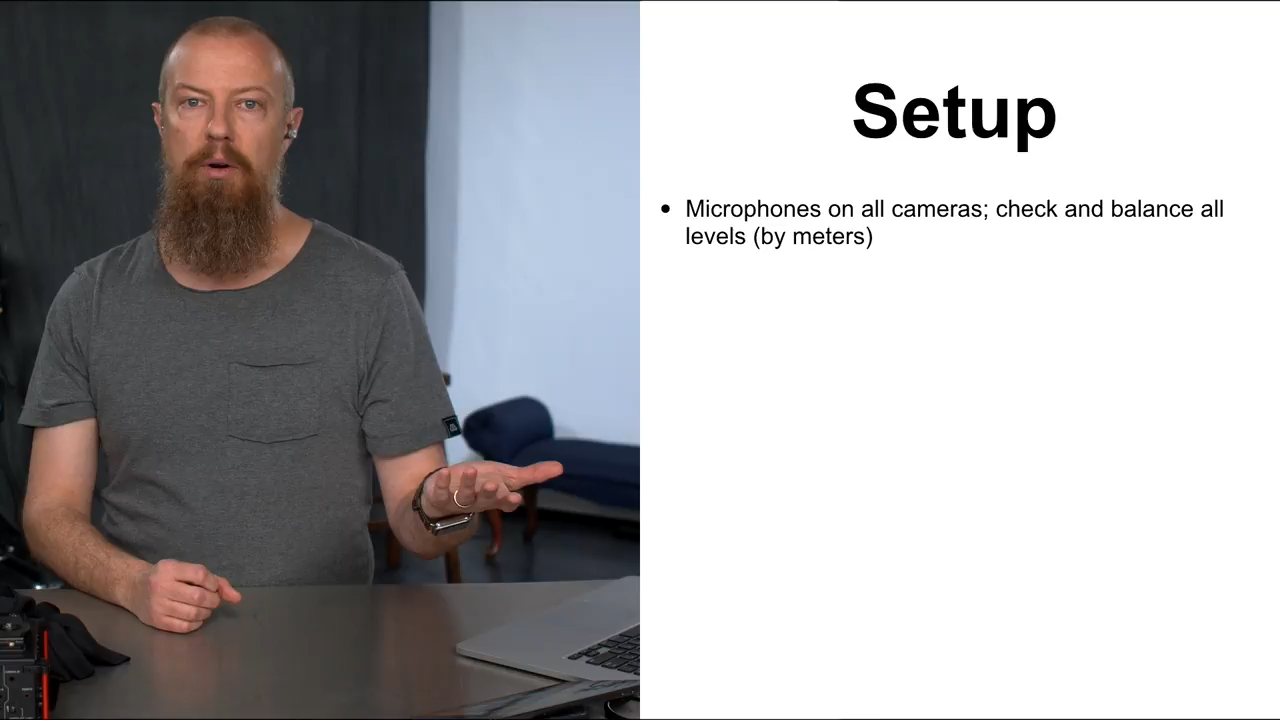 Setup
• Microphones on all cameras; check and balance all
levels (by meters)